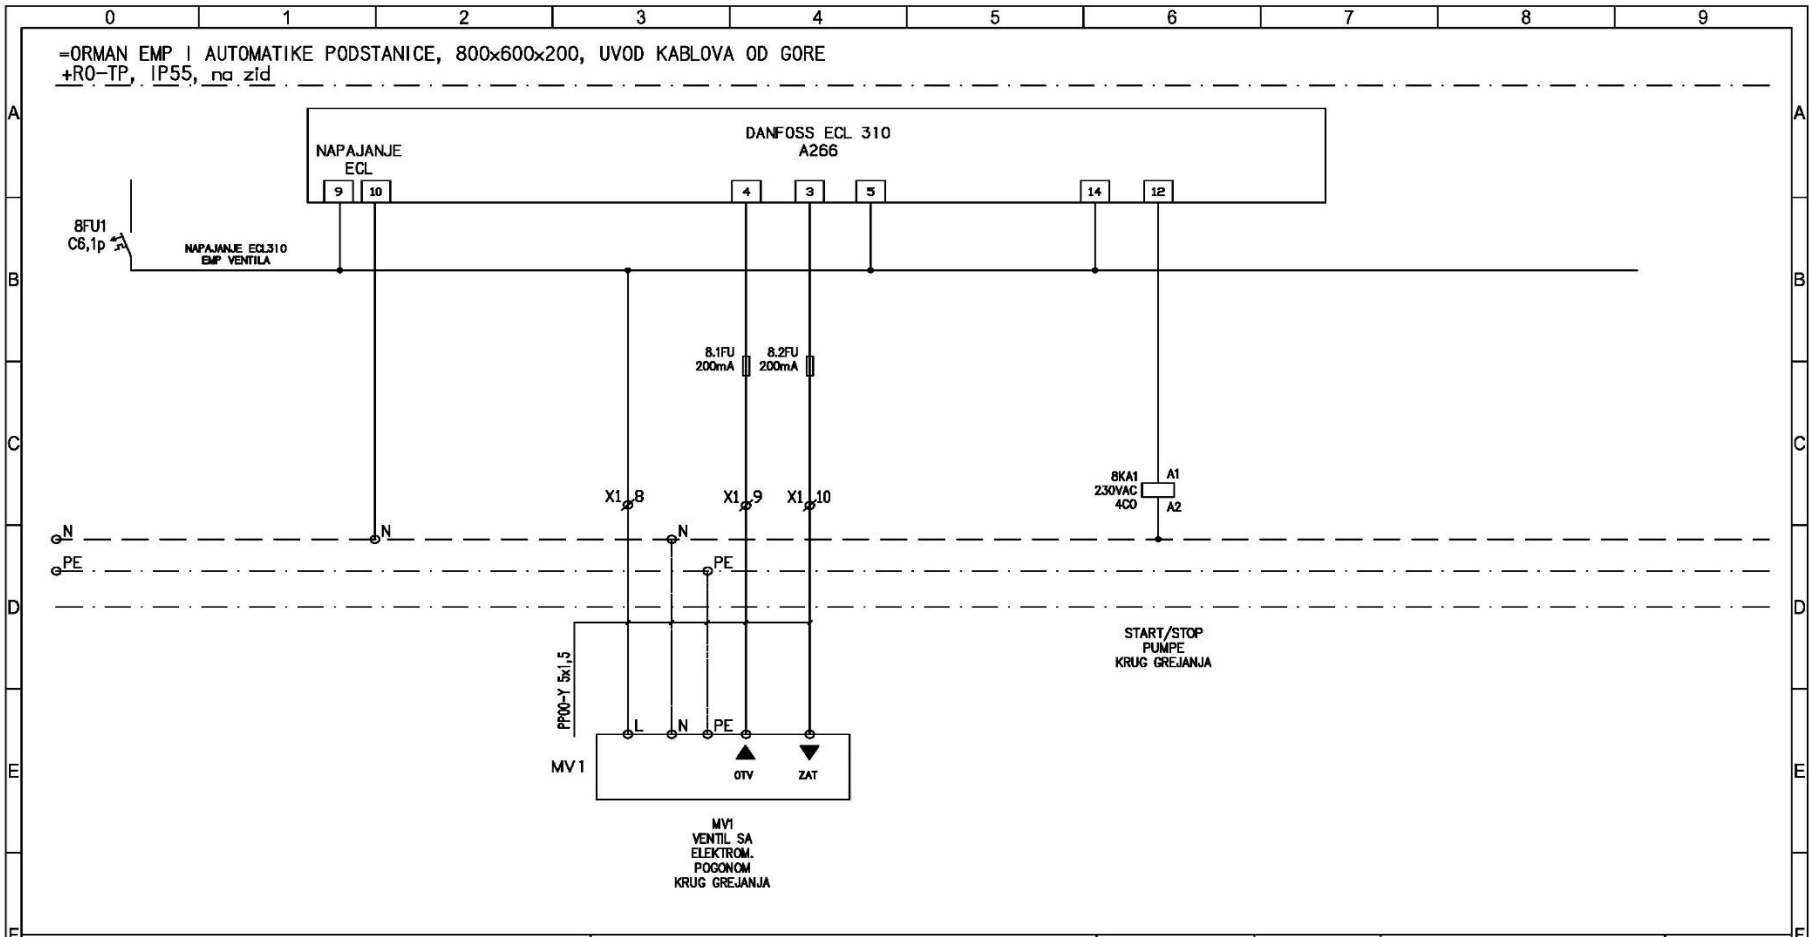 0 1 2 3 4 5 6 7 8 9
=ORMAN EMP I AUTOMATIKE PODSTANICE, 800x600x200, UVOD KABLOVA OD GORE
+RO-TP, IP55, na zid
A A
DANFOSS ECL 310
A266
NAPAJANJE
ECL
9 10 4 3 5 14 12
8FU1
C6,1p
NAPAJANJE ECL310
EMP VENTILA
B B
8.1FU
200mA
8.2FU
200mA
C C
8KA1
230VAC
4CO
A1
A2
X1 8 X1 9 X1 10
N N N
PE PE
D D
START/STOP
PUMPE
KRUG GREJANJA
PP00-Y 5x1,5
L N PE
MV1
OTV ZAT
E E
MV1
VENTIL SA
ELEKTROM.
POGONOM
KRUG GREJANJA
F F